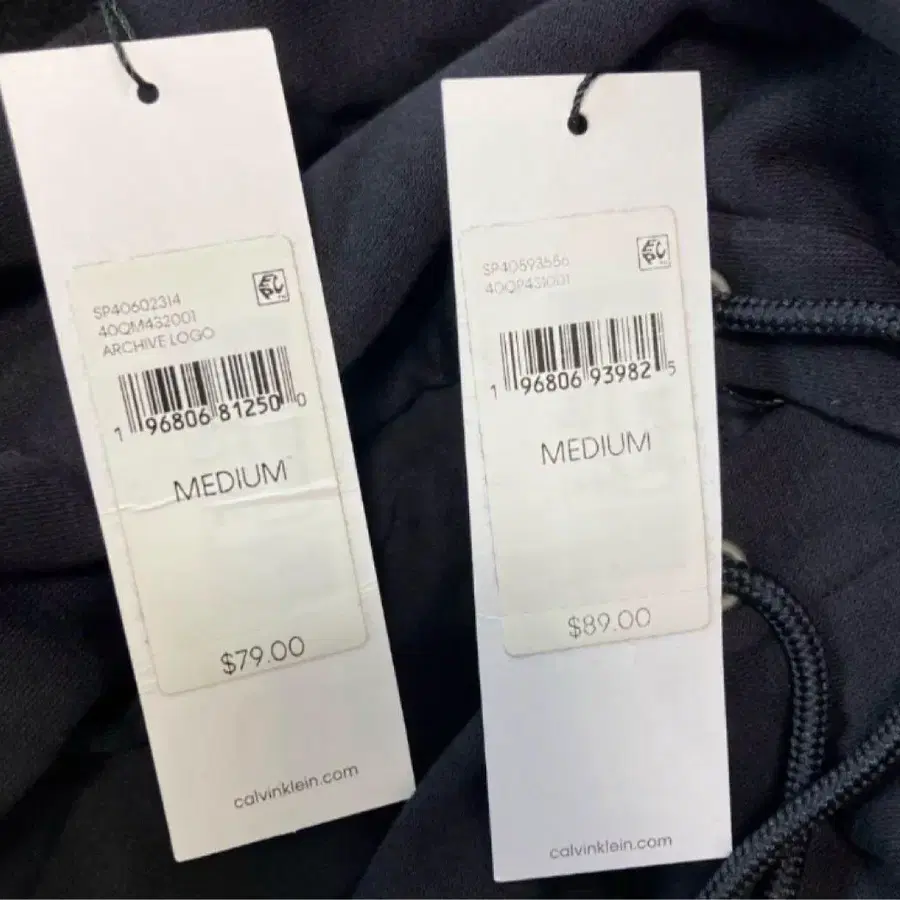 SP40602314
40QM432001
ARCHIVE LOGO
1 96806 81250 0
MEDIUM
$79.00
calvinklein.com
SP40593556
40QP431001
1 96806 93982 5
MEDIUM
$89.00
calvinklein.com